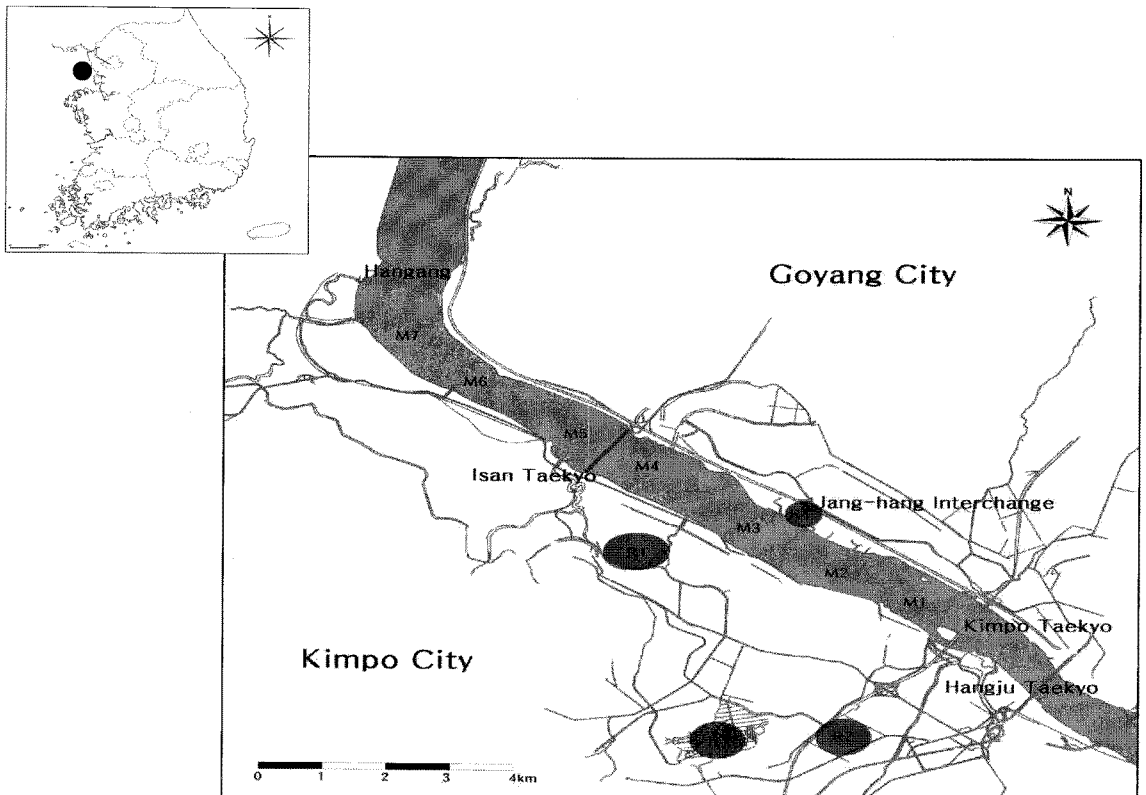 N
Hangang
Goyang City
M7
M6
M5
M4
Isan Taekyo
Jang-hang Interchange
M3
M2
M1
Kimpo Taekyo
Kimpo City
Hangju Taekyo
0 1 2 3 4km